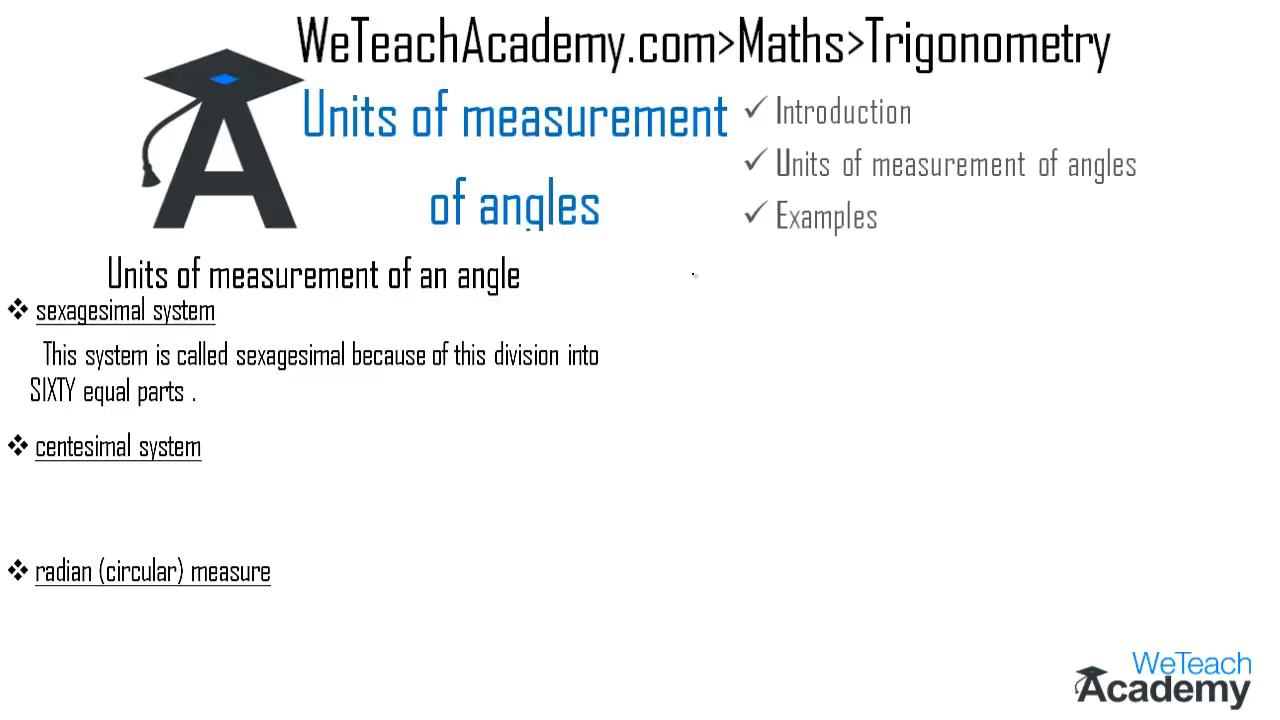 WeTeachAcademy.com>Maths>Trigonometry
Units of measurement
of angles
✓ Introduction
✓ Units of measurement of angles
✓ Examples
Units of measurement of an angle
❖ sexagesimal system
This system is called sexagesimal because of this division into
SIXTY equal parts .
❖ centesimal system
❖ radian (circular) measure
WeTeach
Academy